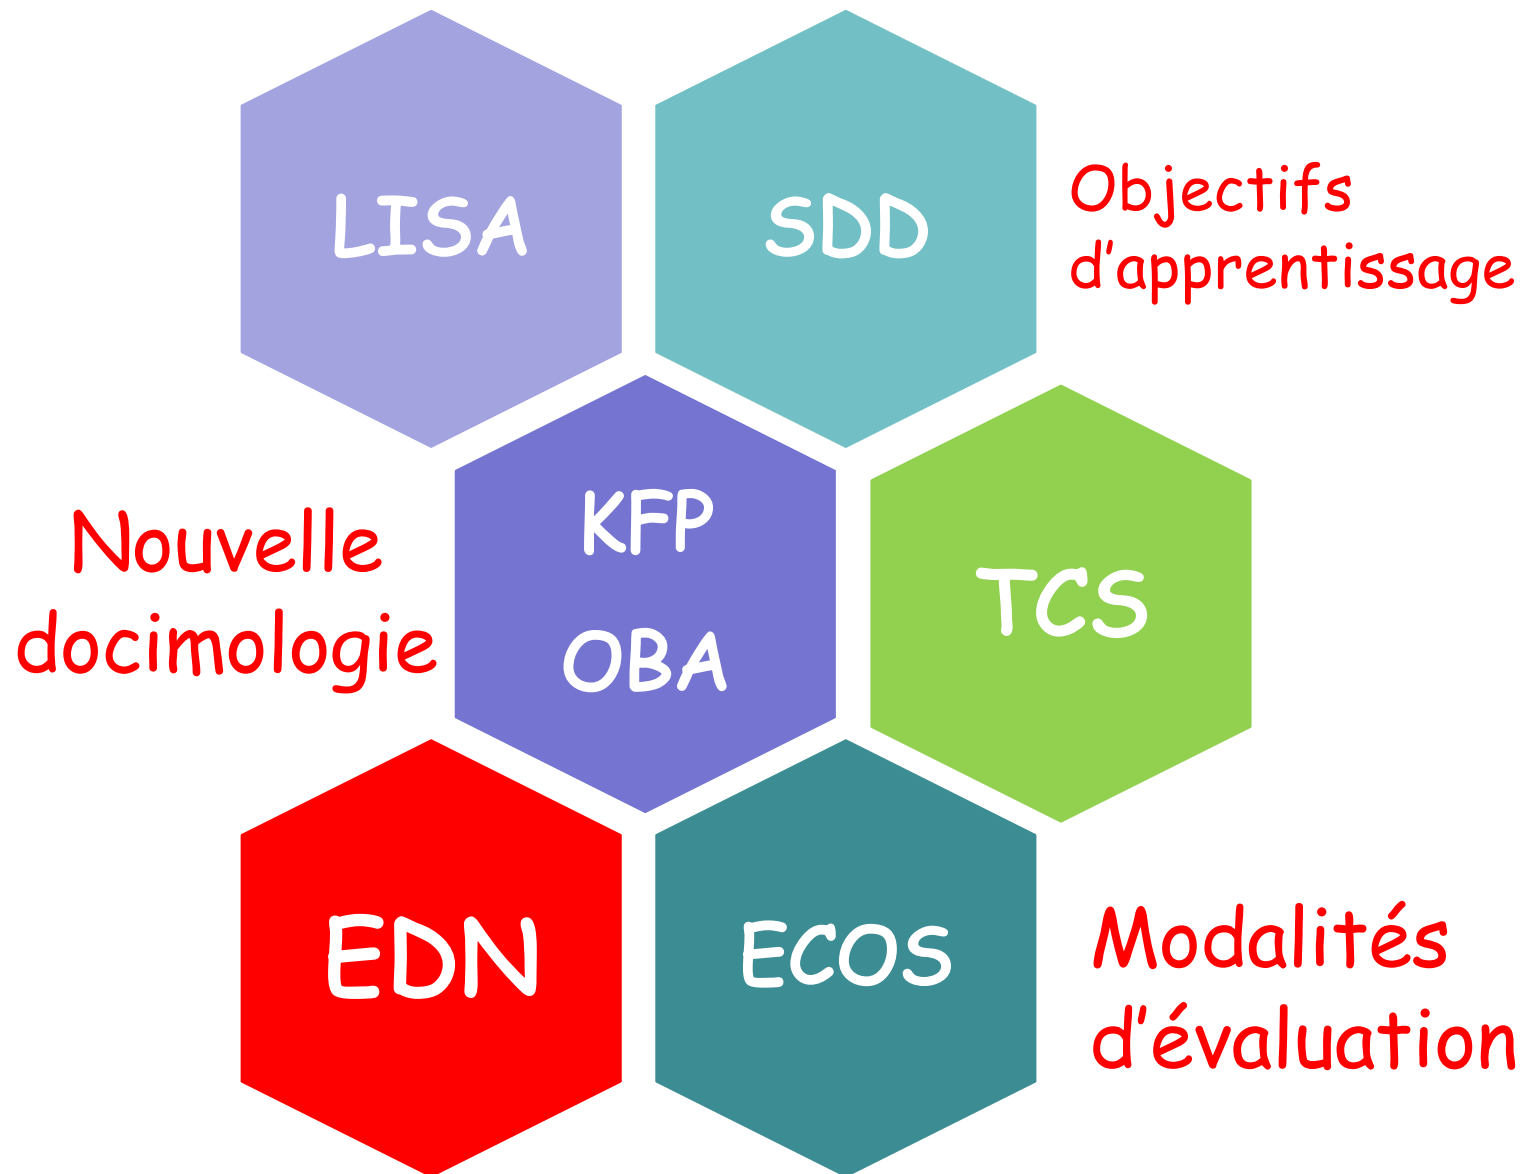 LISA
SDD
Objectifs
d’apprentissage
Nouvelle
docimologie
KFP
OBA
TCS
EDN
ECOS
Modalités
d’évaluation